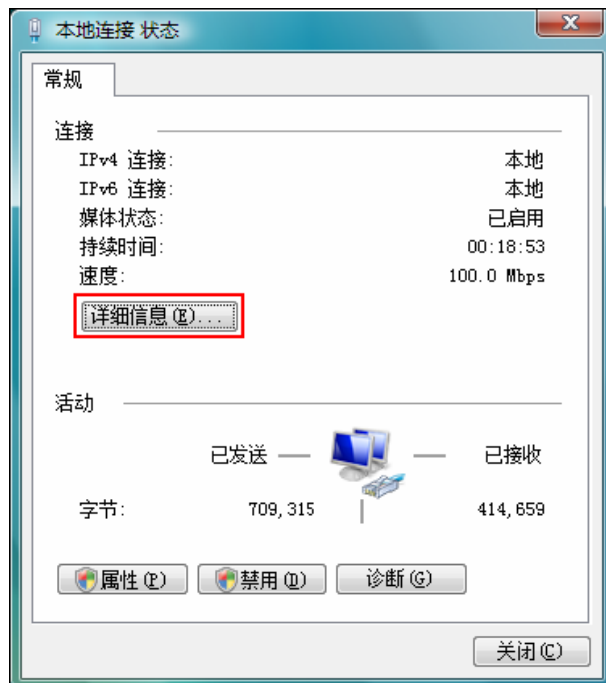 本地连接 状态
常规
连接
IPv4 连接: 本地
IPv6 连接: 本地
媒体状态: 已启用
持续时间: 00:18:53
速度: 100.0 Mbps
详细信息(E)...
活动
已发送 — — 已接收
字节: 709,315 414,659
属性(P) 禁用(D) 诊断(G)
关闭(C)